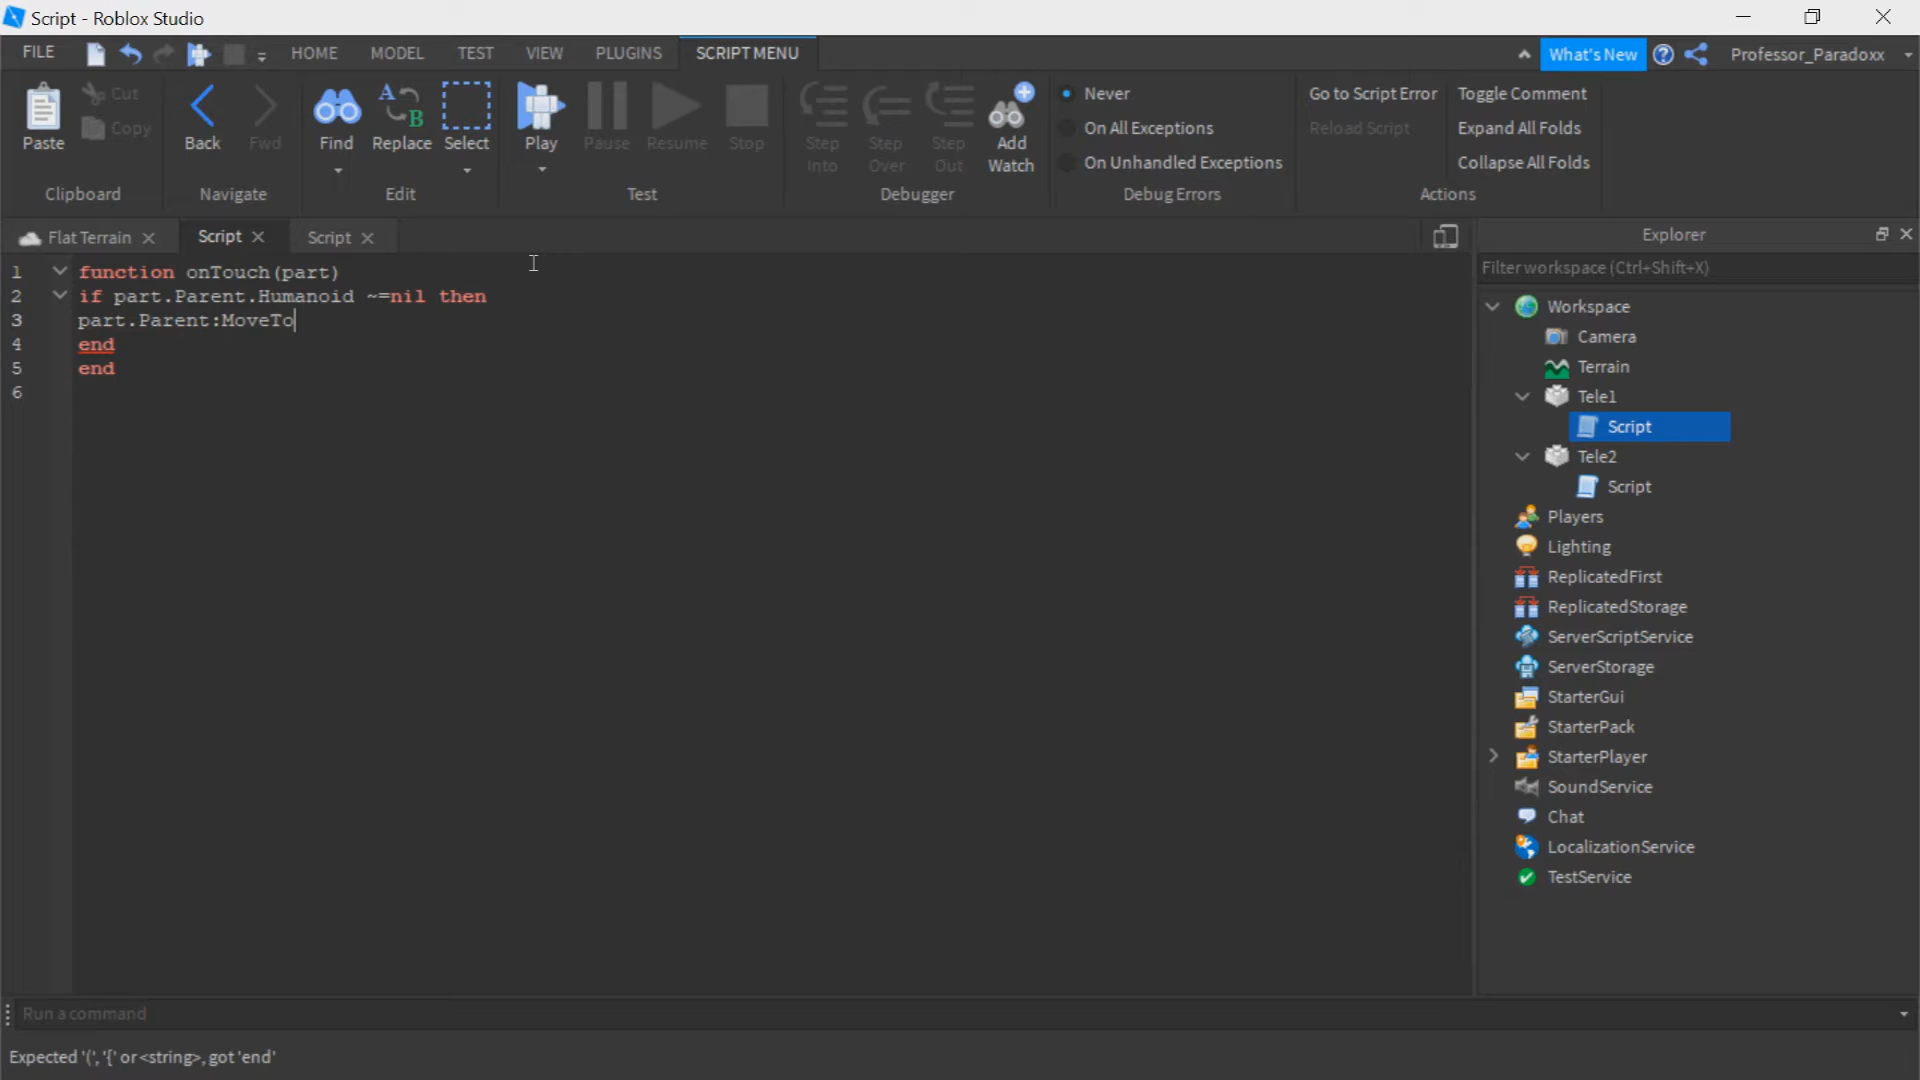 Script - Roblox Studio
FILE HOME MODEL TEST VIEW PLUGINS SCRIPT MENU What's New Professor_Paradoxx
Paste Cut Copy
Clipboard
Back Fwd
Navigate
Find Replace Select
Edit
Play Pause Resume Stop
Test
Step Into Step Over Step Out Add Watch
Debugger
Never
On All Exceptions
On Unhandled Exceptions
Debug Errors
Go to Script Error Toggle Comment
Reload Script Expand All Folds
Collapse All Folds
Actions
Flat Terrain Script Script
1 function onTouch(part)
2 if part.Parent.Humanoid ~=nil then
3 part.Parent:MoveTo
4 end
5 end
6
Explorer
Filter workspace (Ctrl+Shift+X)
Workspace
Camera
Terrain
Tele1
Script
Tele2
Script
Players
Lighting
ReplicatedFirst
ReplicatedStorage
ServerScriptService
ServerStorage
StarterGui
StarterPack
StarterPlayer
SoundService
Chat
LocalizationService
TestService
Run a command
Expected '(', '{' or <string>, got 'end'